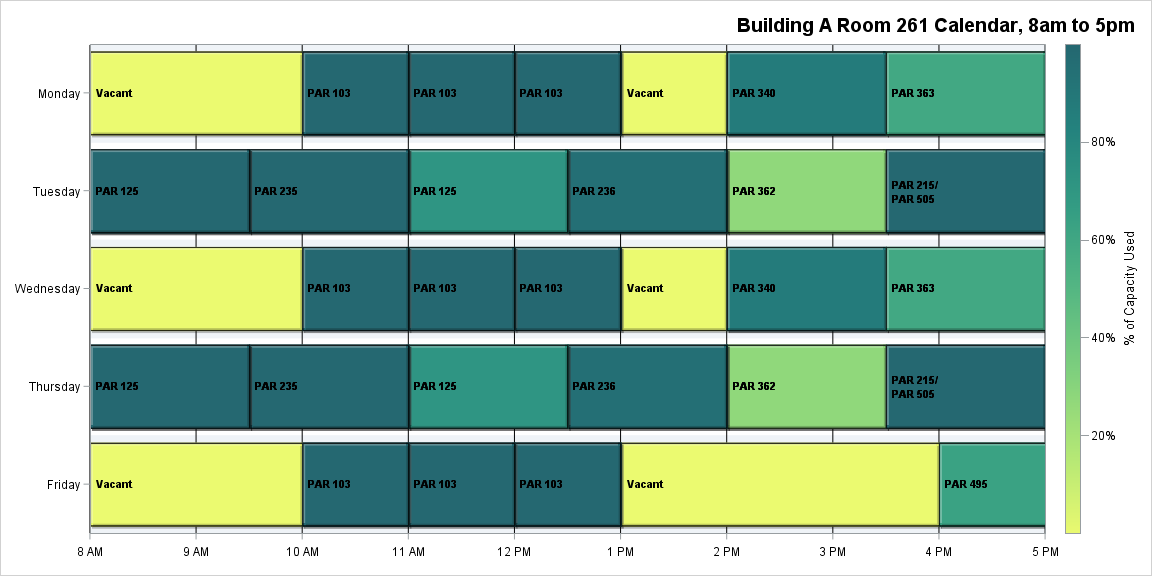 Building A Room 261 Calendar, 8am to 5pm
Monday
Vacant
PAR 103
PAR 103
PAR 103
Vacant
PAR 340
PAR 363
Tuesday
PAR 125
PAR 235
PAR 125
PAR 236
PAR 362
PAR 215/
PAR 505
Wednesday
Vacant
PAR 103
PAR 103
PAR 103
Vacant
PAR 340
PAR 363
Thursday
PAR 125
PAR 235
PAR 125
PAR 236
PAR 362
PAR 215/
PAR 505
Friday
Vacant
PAR 103
PAR 103
PAR 103
Vacant
PAR 495
8 AM
9 AM
10 AM
11 AM
12 PM
1 PM
2 PM
3 PM
4 PM
5 PM
80%
60%
40%
20%
% of Capacity Used